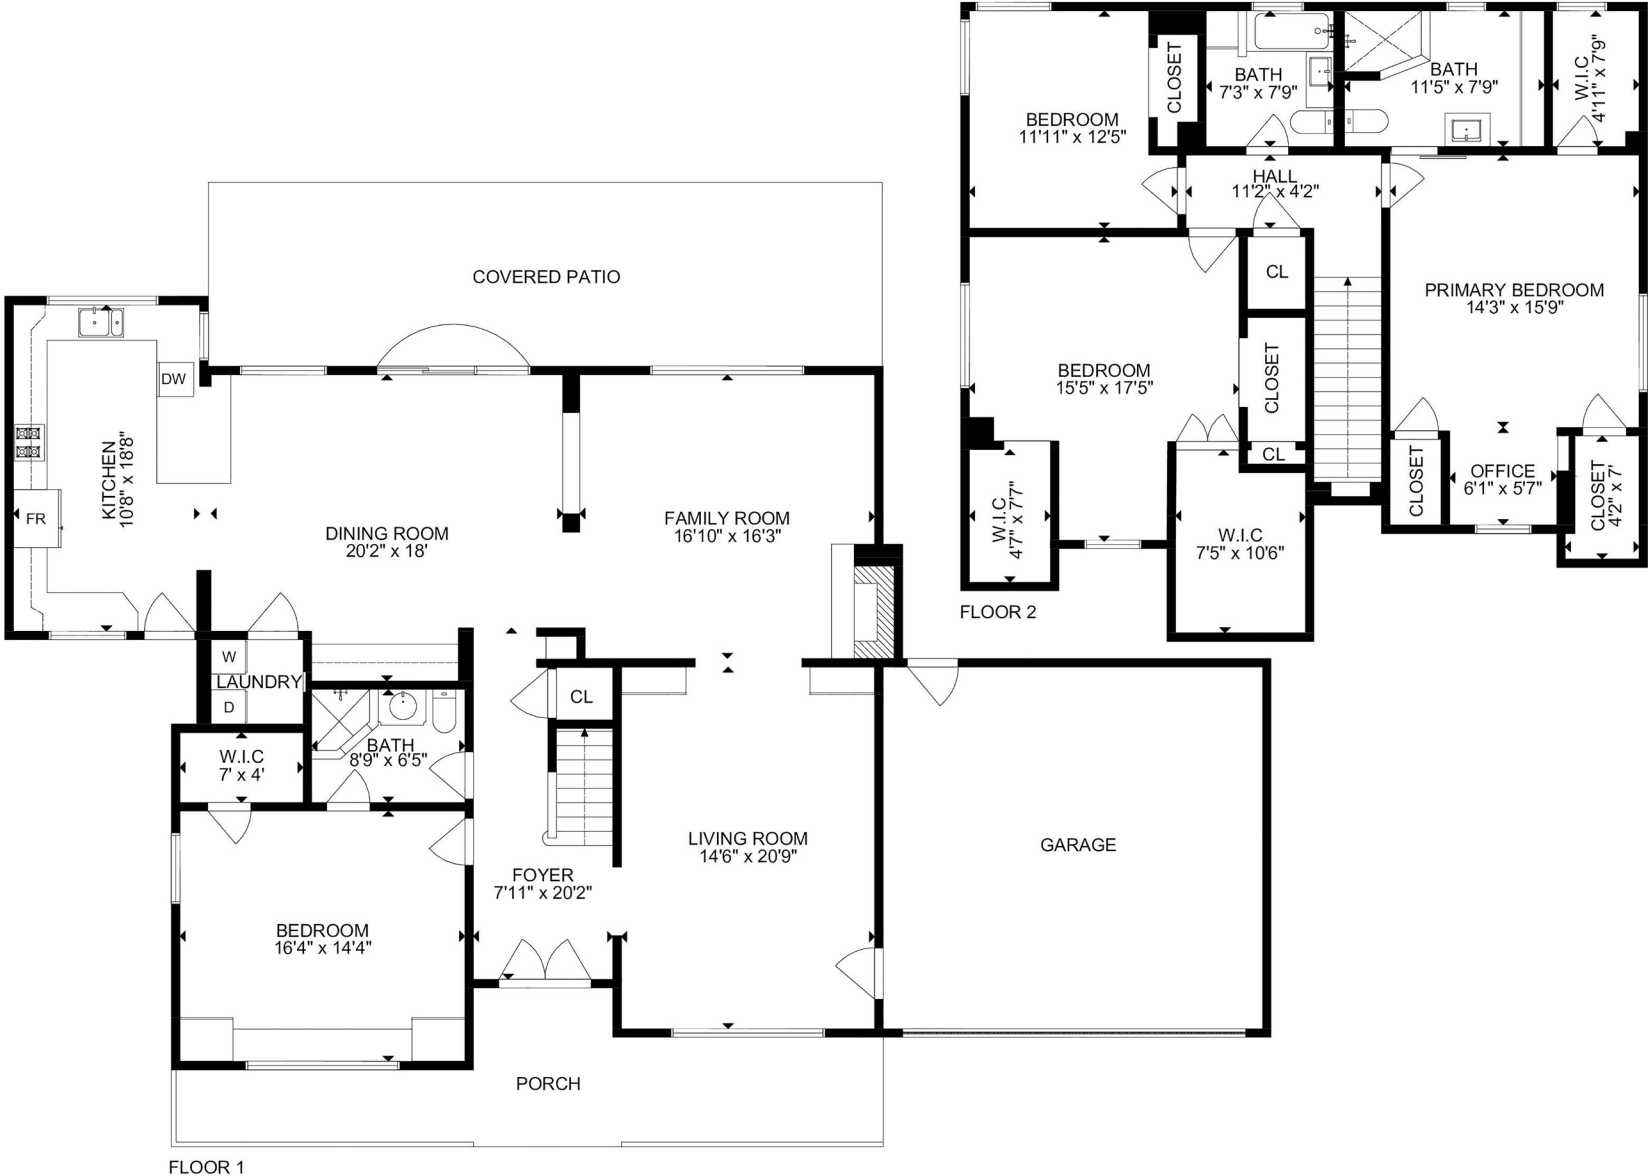 COVERED PATIO
DW
KITCHEN
10'8" x 18'8"
FR
DINING ROOM
20'2" x 18'
FAMILY ROOM
16'10" x 16'3"
W
LAUNDRY
D
CL
W.I.C
7' x 4'
BATH
8'9" x 6'5"
LIVING ROOM
14'6" x 20'9"
GARAGE
FOYER
7'11" x 20'2"
BEDROOM
16'4" x 14'4"
PORCH
FLOOR 1
BEDROOM
11'11" x 12'5"
CLOSET
BATH
7'3" x 7'9"
BATH
11'5" x 7'9"
W.I.C
4'11" x 7'9"
HALL
11'2" x 4'2"
CL
PRIMARY BEDROOM
14'3" x 15'9"
BEDROOM
15'5" x 17'5"
CLOSET
CL
W.I.C
4'7" x 7'7"
W.I.C
7'5" x 10'6"
CLOSET
OFFICE
6'1" x 5'7"
CLOSET
4'2" x 7'
FLOOR 2